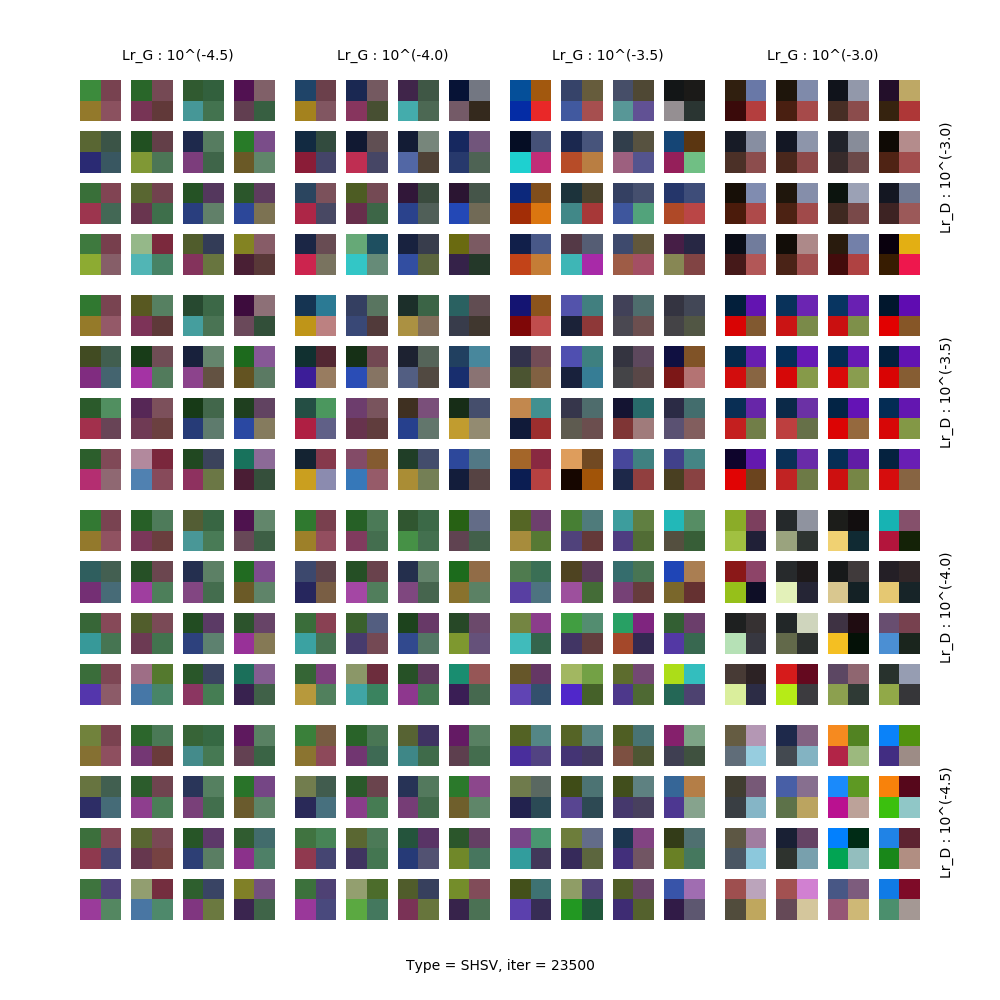 Lr_G : 10^(-4.5)
Lr_G : 10^(-4.0)
Lr_G : 10^(-3.5)
Lr_G : 10^(-3.0)
Lr_D : 10^(-3.0)
Lr_D : 10^(-3.5)
Lr_D : 10^(-4.0)
Lr_D : 10^(-4.5)
Type = SHSV, iter = 23500